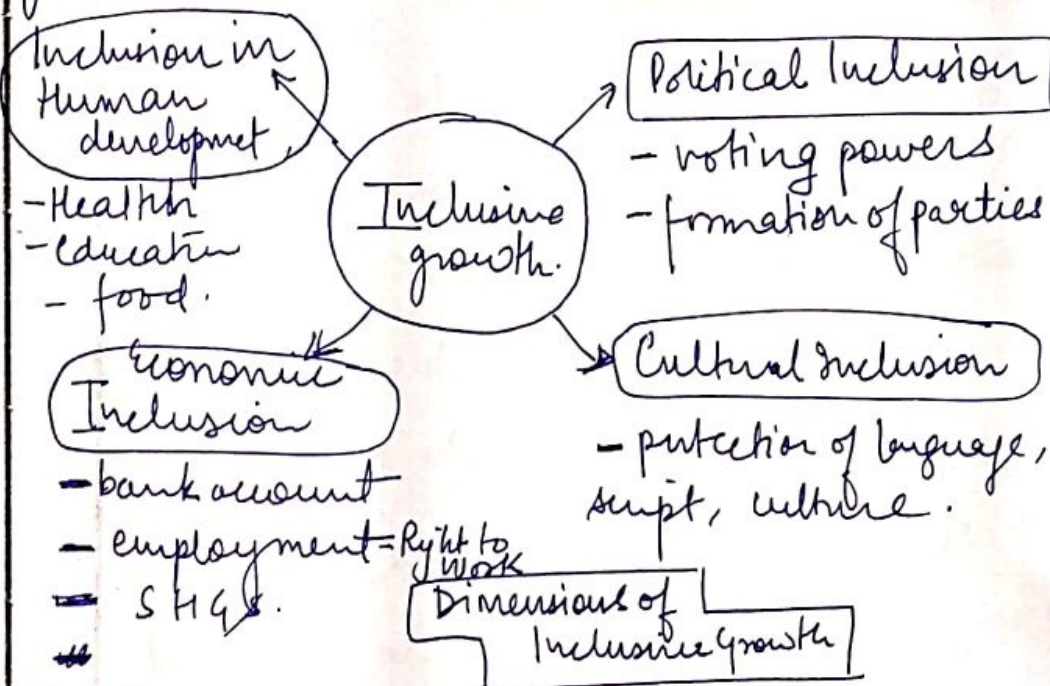 Inclusion in
Human
developmet
- Health
- Education
- food.
Inclusive
growth.
Political Inclusion
- voting powers
- formation of parties
Economic
Inclusion
- bank account
- employment = Right to
work
- SHGs.
Cultural Inclusion
- protection of language,
script, culture.
Dimensions of
Inclusive Growth